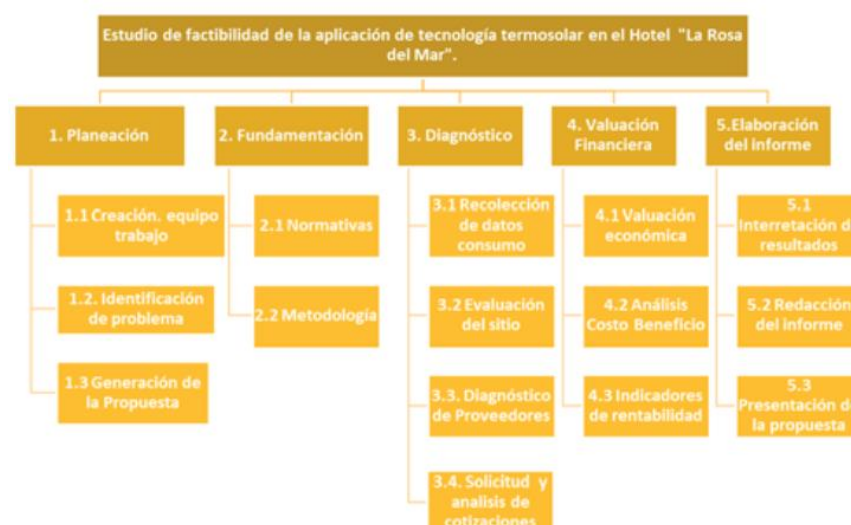 Estudio de factibilidad de la aplicación de tecnología termosolar en el Hotel "La Rosa
del Mar".
1. Planeación
1.1 Creación. equipo
trabajo
1.2. Identificación
de problema
1.3 Generación de
la Propuesta
2. Fundamentación
2.1 Normativas
2.2 Metodología
3. Diagnóstico
3.1 Recolección
de datos
consumo
3.2 Evaluación
del sitio
3.3. Diagnóstico
de Proveedores
3.4. Solicitud y
analisis de
cotizaciones
4. Valuación
Financiera
4.1 Valuación
económica
4.2 Análisis
Costo Beneficio
4.3 Indicadores
de rentabilidad
5.Elaboración
del informe
5.1
Interretación d
resultados
5.2 Redacción
del informe
5.3
Presentación d
la propuesta